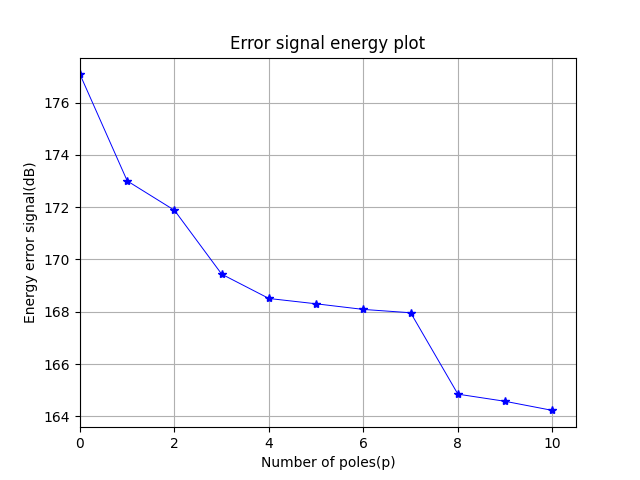 Error signal energy plot
176
174
172
170
168
166
164
Energy error signal(dB)
0 2 4 6 8 10
Number of poles(p)